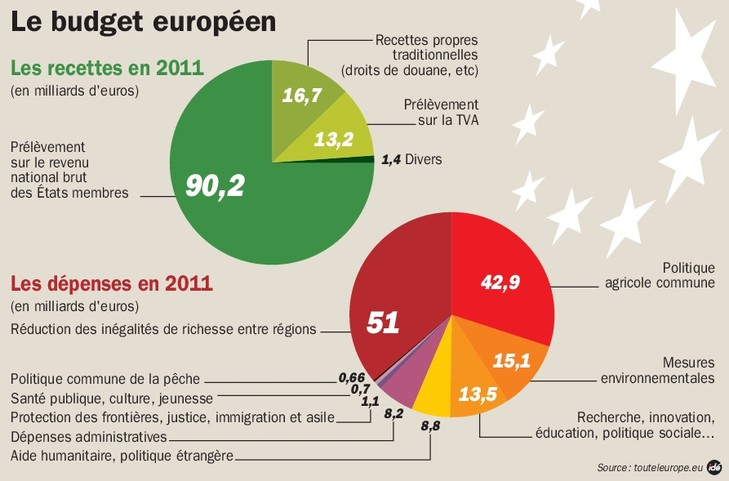 Le budget européen
Les recettes en 2011
(en milliards d'euros)
Recettes propres
traditionnelles
(droits de douane, etc)
16,7
Prélèvement
sur la TVA
13,2
1,4 Divers
Prélèvement
sur le revenu
national brut
des États membres
90,2
Les dépenses en 2011
(en milliards d'euros)
Réduction des inégalités de richesse entre régions
51
Politique
agricole commune
42,9
Mesures
environnementales
15,1
Recherche, innovation,
éducation, politique sociale...
13,5
Politique commune de la pêche
0,66
Santé publique, culture, jeunesse
0,7
Protection des frontières, justice, immigration et asile
1,1
Dépenses administratives
8,2
Aide humanitaire, politique étrangère
8,8
Source : touteleurope.eu idé